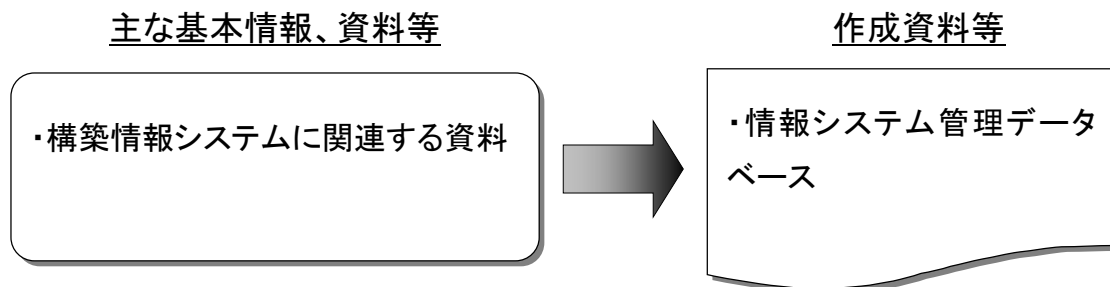 主な基本情報、資料等
作成資料等
・構築情報システムに関連する資料
・情報システム管理データ
ベース